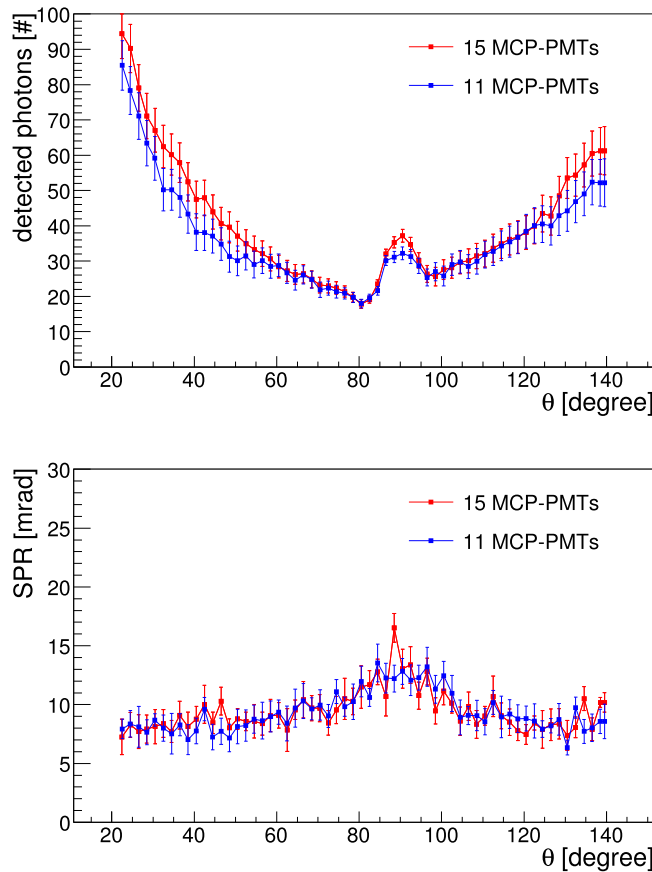 detected photons [#]
100
90
80
70
60
50
40
30
20
10
0
15 MCP-PMTs
11 MCP-PMTs
20 40 60 80 100 120 140
θ [degree]
SPR [mrad]
30
25
20
15
10
5
0
15 MCP-PMTs
11 MCP-PMTs
20 40 60 80 100 120 140
θ [degree]